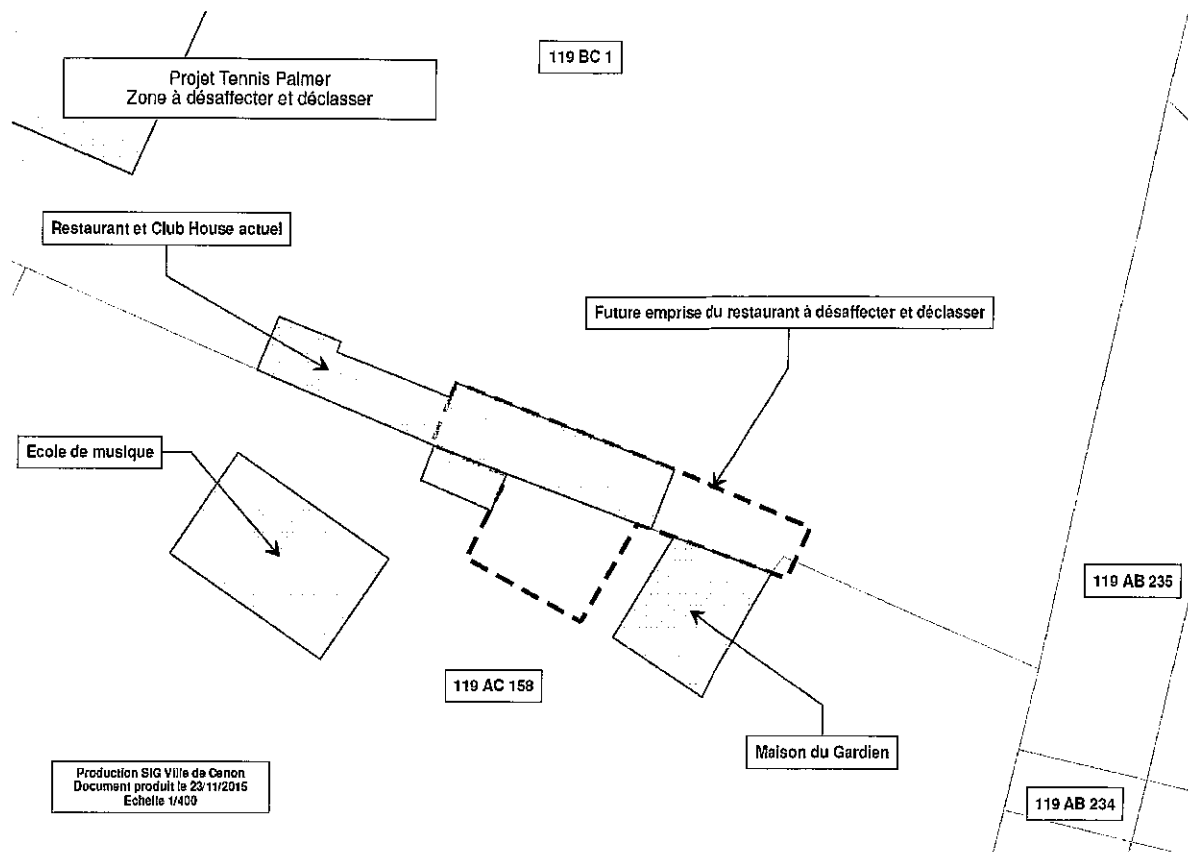 119 BC 1
Projet Tennis Palmer
Zone à désaffecter et déclasser
Restaurant et Club House actuel
Future emprise du restaurant à désaffecter et déclasser
Ecole de musique
119 AB 235
119 AC 158
Maison du Gardien
Production SIG Ville de Cenon
Document produit le 23/11/2015
Echelle 1/400
119 AB 234